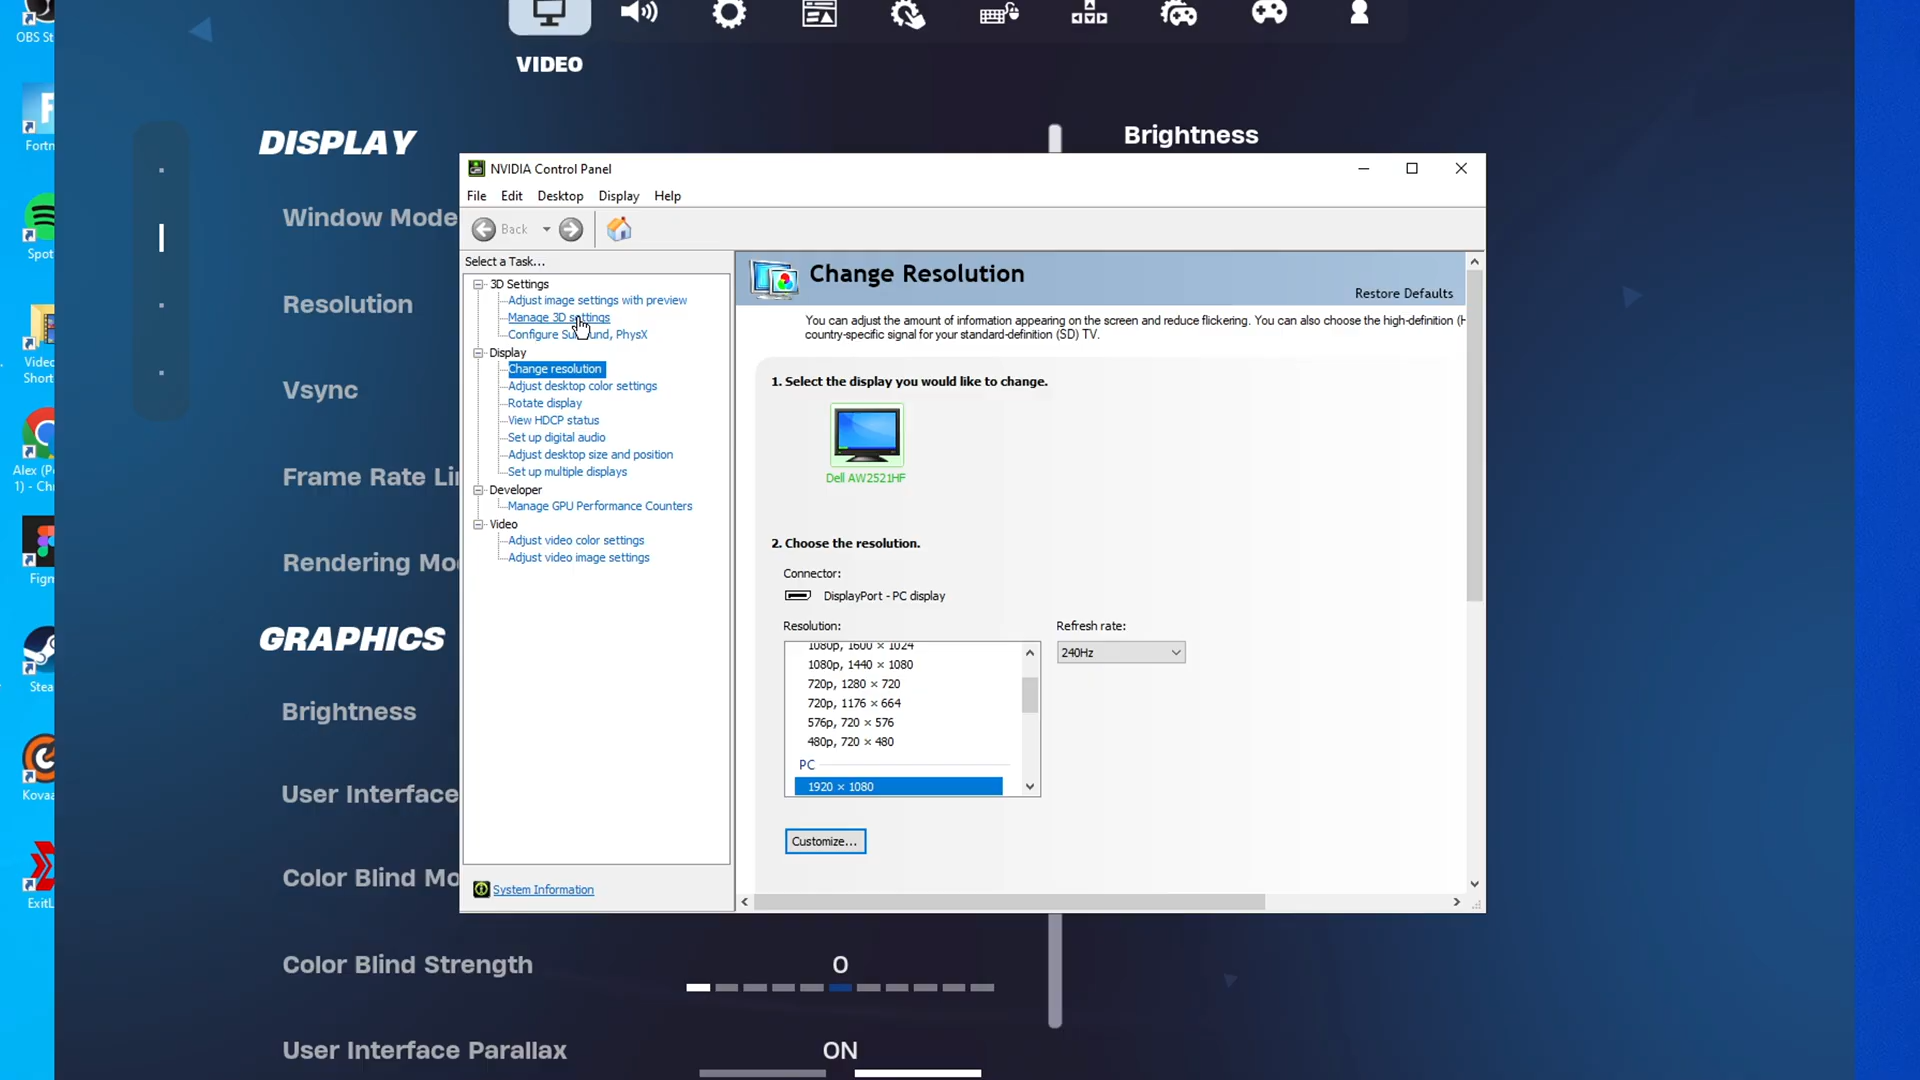 OBS St
VIDEO
Fortn
Spot
Video
Short
Alex (Pe
1) - Chr
Figm
Stea
Kovaa
ExitL
DISPLAY
Window Mode
Resolution
Vsync
Frame Rate Li
Rendering Mo
GRAPHICS
Brightness
User Interface
Color Blind Mo
Color Blind Strength
0
User Interface Parallax
ON
Brightness
NVIDIA Control Panel
File Edit Desktop Display Help
Back
Select a Task...
3D Settings
Adjust image settings with preview
Manage 3D settings
Configure Surround, PhysX
Display
Change resolution
Adjust desktop color settings
Rotate display
View HDCP status
Set up digital audio
Adjust desktop size and position
Set up multiple displays
Developer
Manage GPU Performance Counters
Video
Adjust video color settings
Adjust video image settings
System Information
Change Resolution
Restore Defaults
You can adjust the amount of information appearing on the screen and reduce flickering. You can also choose the high-definition (H
country-specific signal for your standard-definition (SD) TV.
1. Select the display you would like to change.
Dell AW2521HF
2. Choose the resolution.
Connector:
DisplayPort - PC display
Resolution:
Refresh rate:
1080p, 1600 × 1024
240Hz
1080p, 1440 × 1080
720p, 1280 × 720
720p, 1176 × 664
576p, 720 × 576
480p, 720 × 480
PC
1920 × 1080
Customize...